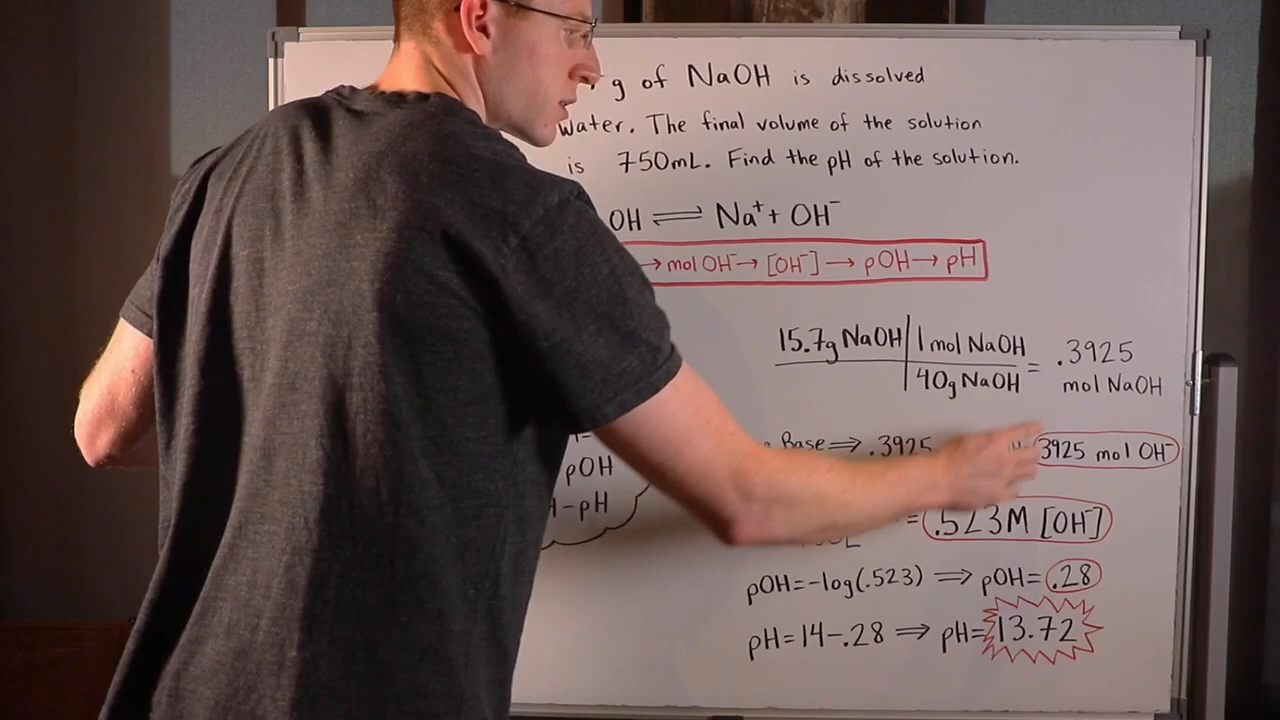 g of NaOH is dissolved
water. The final volume of the solution
is 750mL. Find the pH of the solution.
OH ⇌ Na⁺ + OH⁻
→ mol OH⁻ → [OH⁻] → pOH → pH
15.7g NaOH | 1 mol NaOH = .3925
40g NaOH mol NaOH
Base ⇒ .3925 3925 mol OH⁻
pOH
-pH
= .523M [OH⁻]
pOH = -log(.523) ⇒ pOH = .28
pH = 14 - .28 ⇒ pH = 13.72